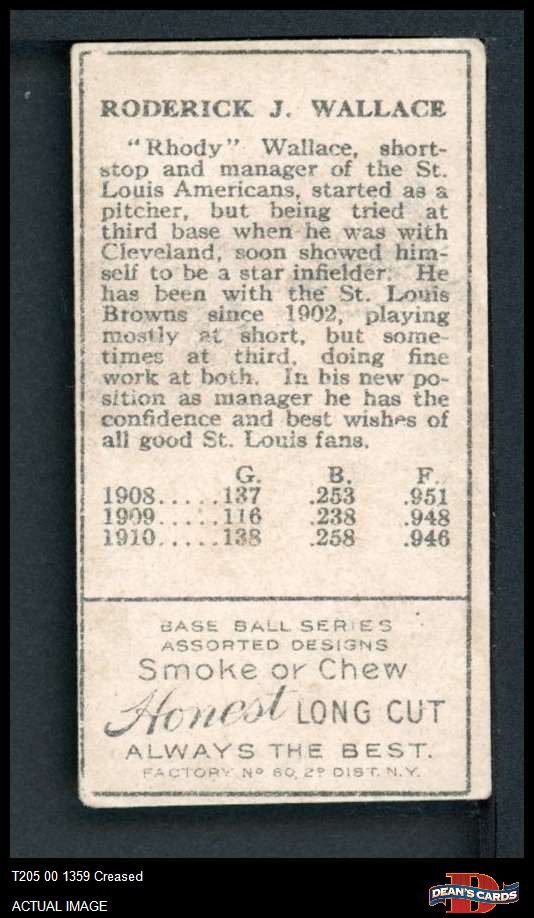 RODERICK J. WALLACE
"Rhody" Wallace, short-
stop and manager of the St.
Louis Americans, started as a
pitcher, but being tried at
third base when he was with
Cleveland, soon showed him-
self to be a star infielder. He
has been with the St. Louis
Browns since 1902, playing
mostly at short, but some-
times at third, doing fine
work at both. In his new po-
sition as manager he has the
confidence and best wishes of
all good St. Louis fans.
G. B. F.
1908.....137 .253 .951
1909.....116 .238 .948
1910.....138 .258 .946
BASE BALL SERIES
ASSORTED DESIGNS
Smoke or Chew
Honest LONG CUT
ALWAYS THE BEST.
FACTORY Nº 60, 2º DIST. N.Y.
T205 00 1359 Creased
ACTUAL IMAGE
D
DEAN'S CARDS